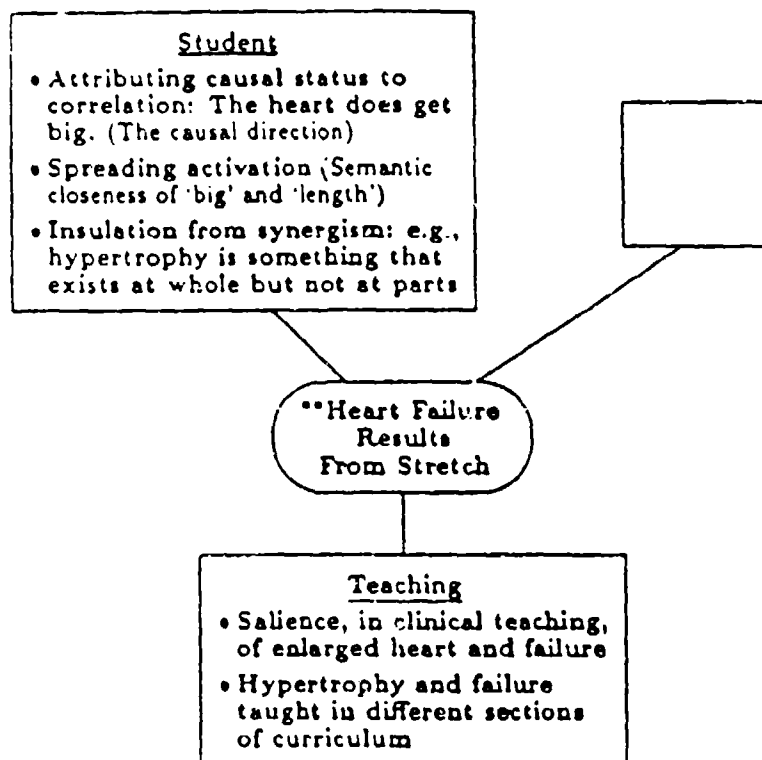 Student
• Attributing causal status to
correlation: The heart does get
big. (The causal direction)
• Spreading activation (Semantic
closeness of 'big' and 'length')
• Insulation from synergism: e.g.,
hypertrophy is something that
exists at whole but not at parts
**Heart Failure
Results
From Stretch
Teaching
• Salience, in clinical teaching,
of enlarged heart and failure
• Hypertrophy and failure
taught in different sections
of curriculum